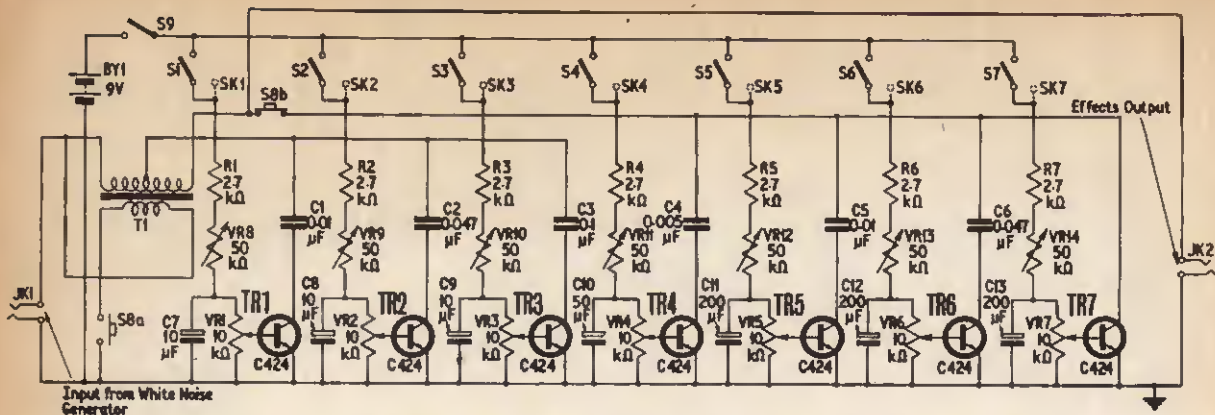 S9
BY1
9V
S1
SK1
S2
SK2
S3
SK3
S4
SK4
S5
SK5
S6
SK6
S7
SK7
S8b
Effects Output
T1
R1
2·7
kΩ
C1
0·01
µF
R2
2·7
kΩ
C2
0·047
µF
R3
2·7
kΩ
C3
0·1
µF
R4
2·7
kΩ
C4
0·005
µF
R5
2·7
kΩ
C5
0·01
µF
R6
2·7
kΩ
C6
0·047
µF
R7
2·7
kΩ
VR8
50
kΩ
VR9
50
kΩ
VR10
50
kΩ
VR11
50
kΩ
VR12
50
kΩ
VR13
50
kΩ
VR14
50
kΩ
JK1
JK2
S8a
C7
10
µF
VR1
10
kΩ
TR1
C424
C8
10
µF
VR2
10
kΩ
TR2
C424
C9
10
µF
VR3
10
kΩ
TR3
C424
C10
50
µF
VR4
10
kΩ
TR4
C424
C11
200
µF
VR5
10
kΩ
TR5
C424
C12
200
µF
VR6
10
kΩ
TR6
C424
C13
200
µF
VR7
10
kΩ
TR7
C424
Input from White Noise
Generator